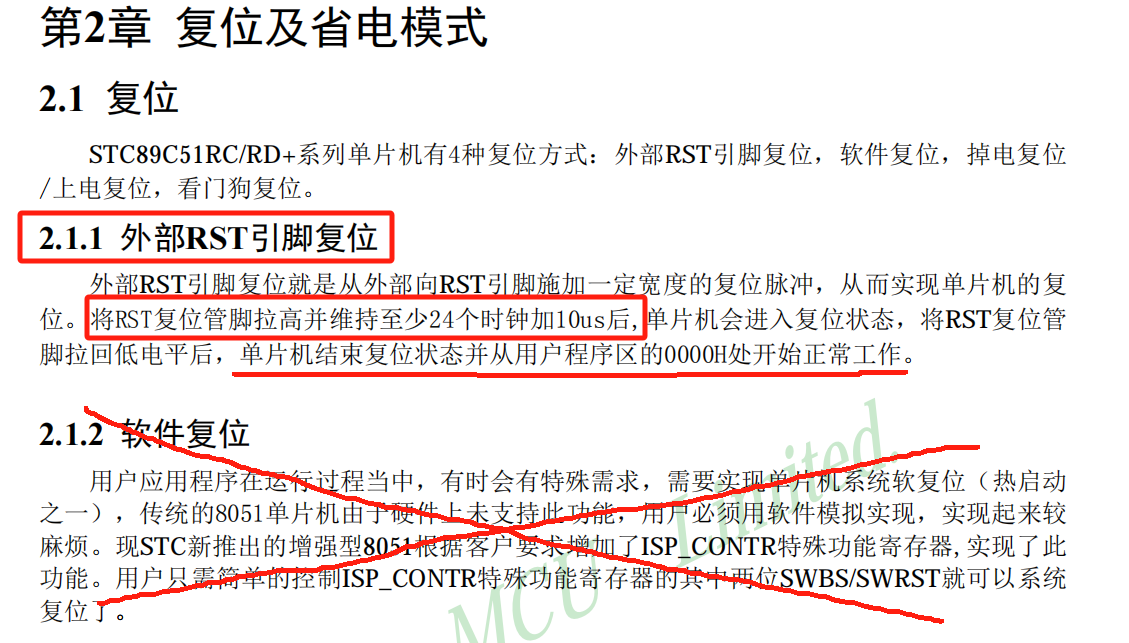 第2章 复位及省电模式
2.1 复位
STC89C51RC/RD+系列单片机有4种复位方式：外部RST引脚复位，软件复位，掉电复位
/上电复位，看门狗复位。
2.1.1 外部RST引脚复位
外部RST引脚复位就是从外部向RST引脚施加一定宽度的复位脉冲，从而实现单片机的复
位。将RST复位管脚拉高并维持至少24个时钟加10us后,单片机会进入复位状态，将RST复位管
脚拉回低电平后，单片机结束复位状态并从用户程序区的0000H处开始正常工作。
2.1.2 软件复位
用户应用程序在运行过程当中，有时会有特殊需求，需要实现单片机系统软复位（热启动
之一），传统的8051单片机由于硬件上未支持此功能，用户必须用软件模拟实现，实现起来较
麻烦。现STC新推出的增强型8051根据客户要求增加了ISP_CONTR特殊功能寄存器,实现了此
功能。用户只需简单的控制ISP_CONTR特殊功能寄存器的其中两位SWBS/SWRST就可以系统
复位了。
MCU Limited.